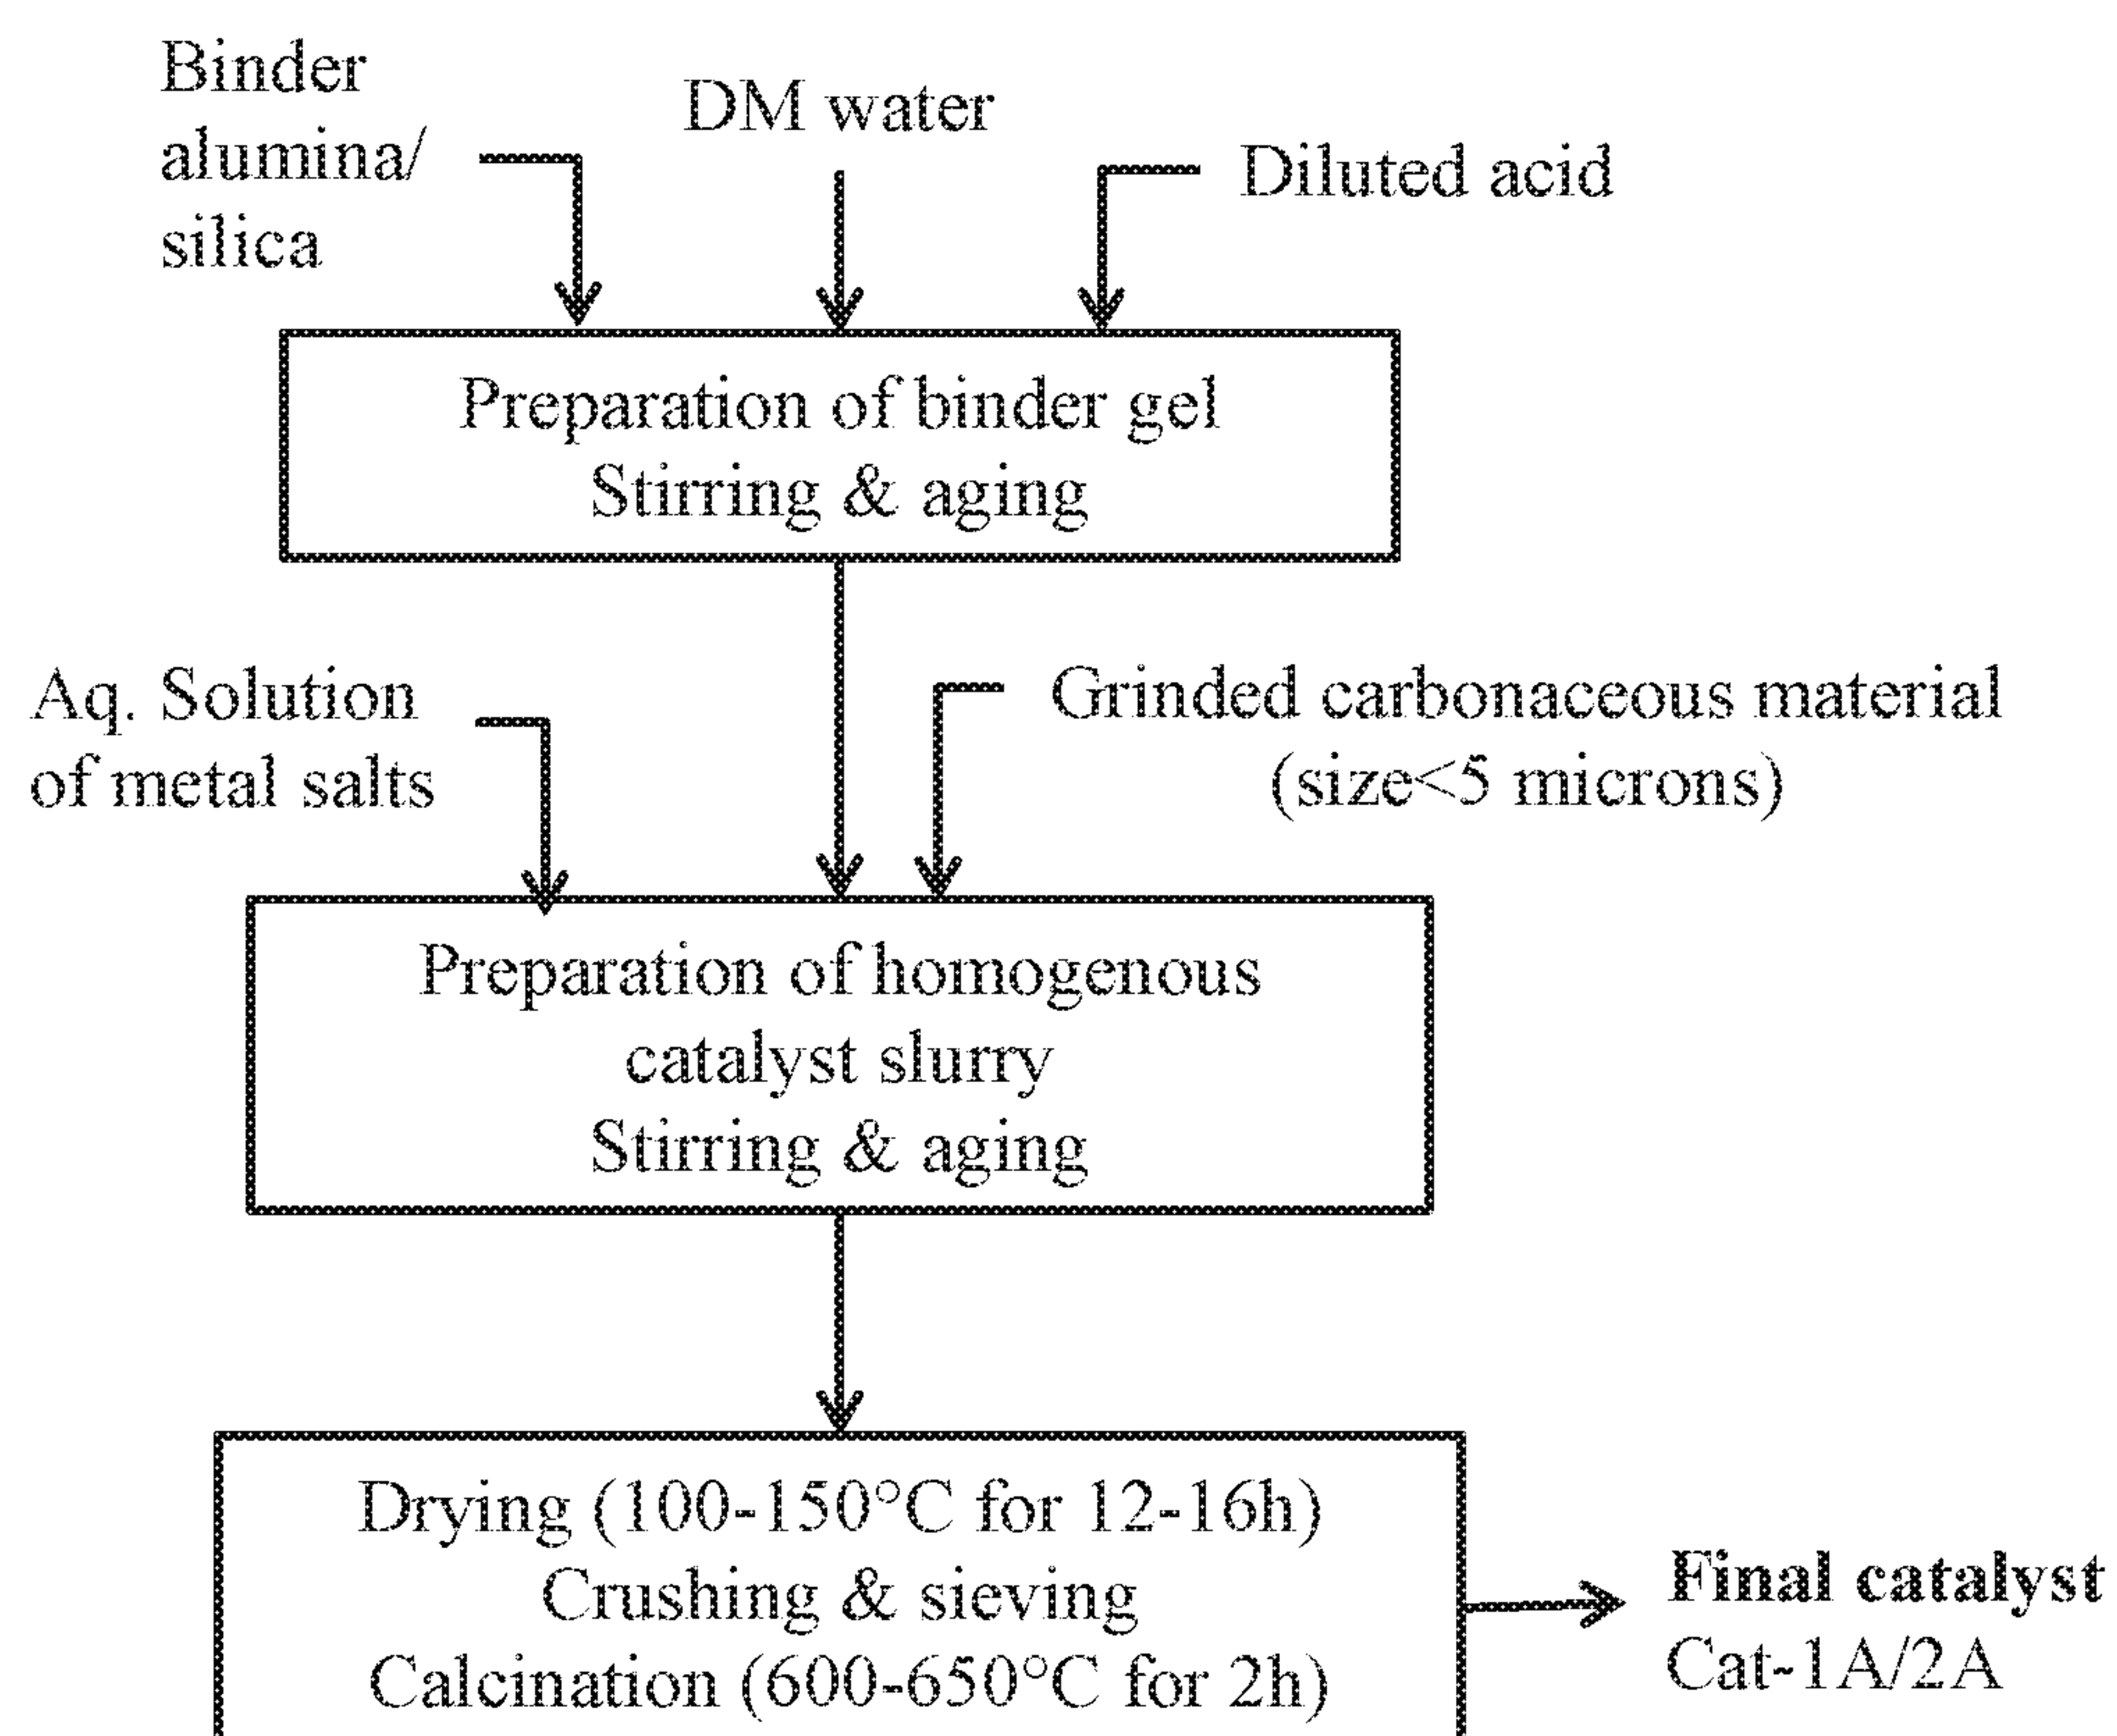 Binder
alumina/
silica
DM water
Diluted acid
Preparation of binder gel
Stirring & aging
Aq. Solution
of metal salts
Grinded carbonaceous material
(size<5 microns)
Preparation of homogenous
catalyst slurry
Stirring & aging
Drying (100-150°C for 12-16h)
Crushing & sieving
Calcination (600-650°C for 2h)
Final catalyst
Cat-1A/2A